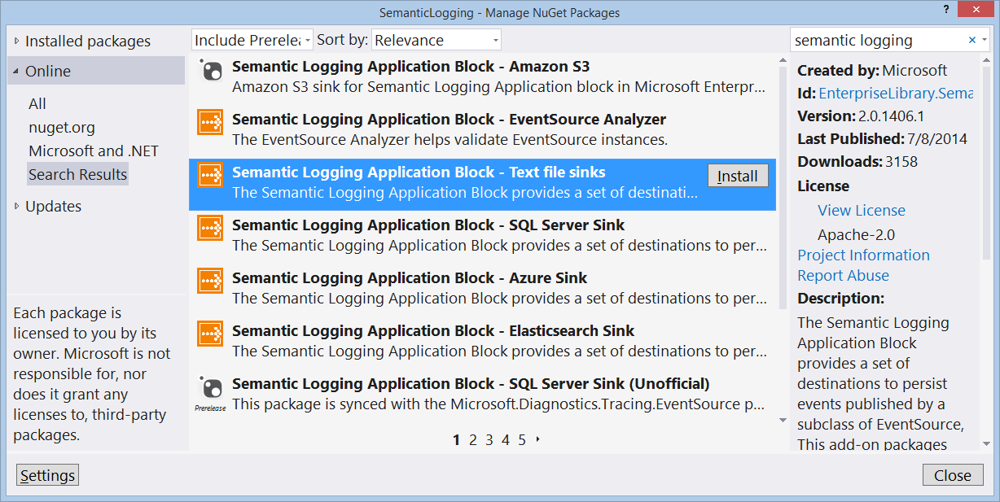 SemanticLogging - Manage NuGet Packages
?
Installed packages
Online
All
nuget.org
Microsoft and .NET
Search Results
Updates
Each package is
licensed to you by its
owner. Microsoft is not
responsible for, nor
does it grant any
licenses to, third-party
packages.
Settings
Include Prerelea
Sort by: Relevance
Semantic Logging Application Block - Amazon S3
Amazon S3 sink for Semantic Logging Application block in Microsoft Enterpr...
Semantic Logging Application Block - EventSource Analyzer
The EventSource Analyzer helps validate EventSource instances.
Semantic Logging Application Block - Text file sinks
The Semantic Logging Application Block provides a set of destinati...
Install
Semantic Logging Application Block - SQL Server Sink
The Semantic Logging Application Block provides a set of destinations to per...
Semantic Logging Application Block - Azure Sink
The Semantic Logging Application Block provides a set of destinations to per...
Semantic Logging Application Block - Elasticsearch Sink
The Semantic Logging Application Block provides a set of destinations to per...
Semantic Logging Application Block - SQL Server Sink (Unofficial)
Prerelease
This package is synced with the Microsoft.Diagnostics.Tracing.EventSource p...
1 2 3 4 5
semantic logging
Created by: Microsoft
Id: EnterpriseLibrary.Sema
Version: 2.0.1406.1
Last Published: 7/8/2014
Downloads: 3158
License
View License
Apache-2.0
Project Information
Report Abuse
Description:
The Semantic Logging
Application Block
provides a set of
destinations to persist
events published by a
subclass of EventSource,
This add-on packages
Close